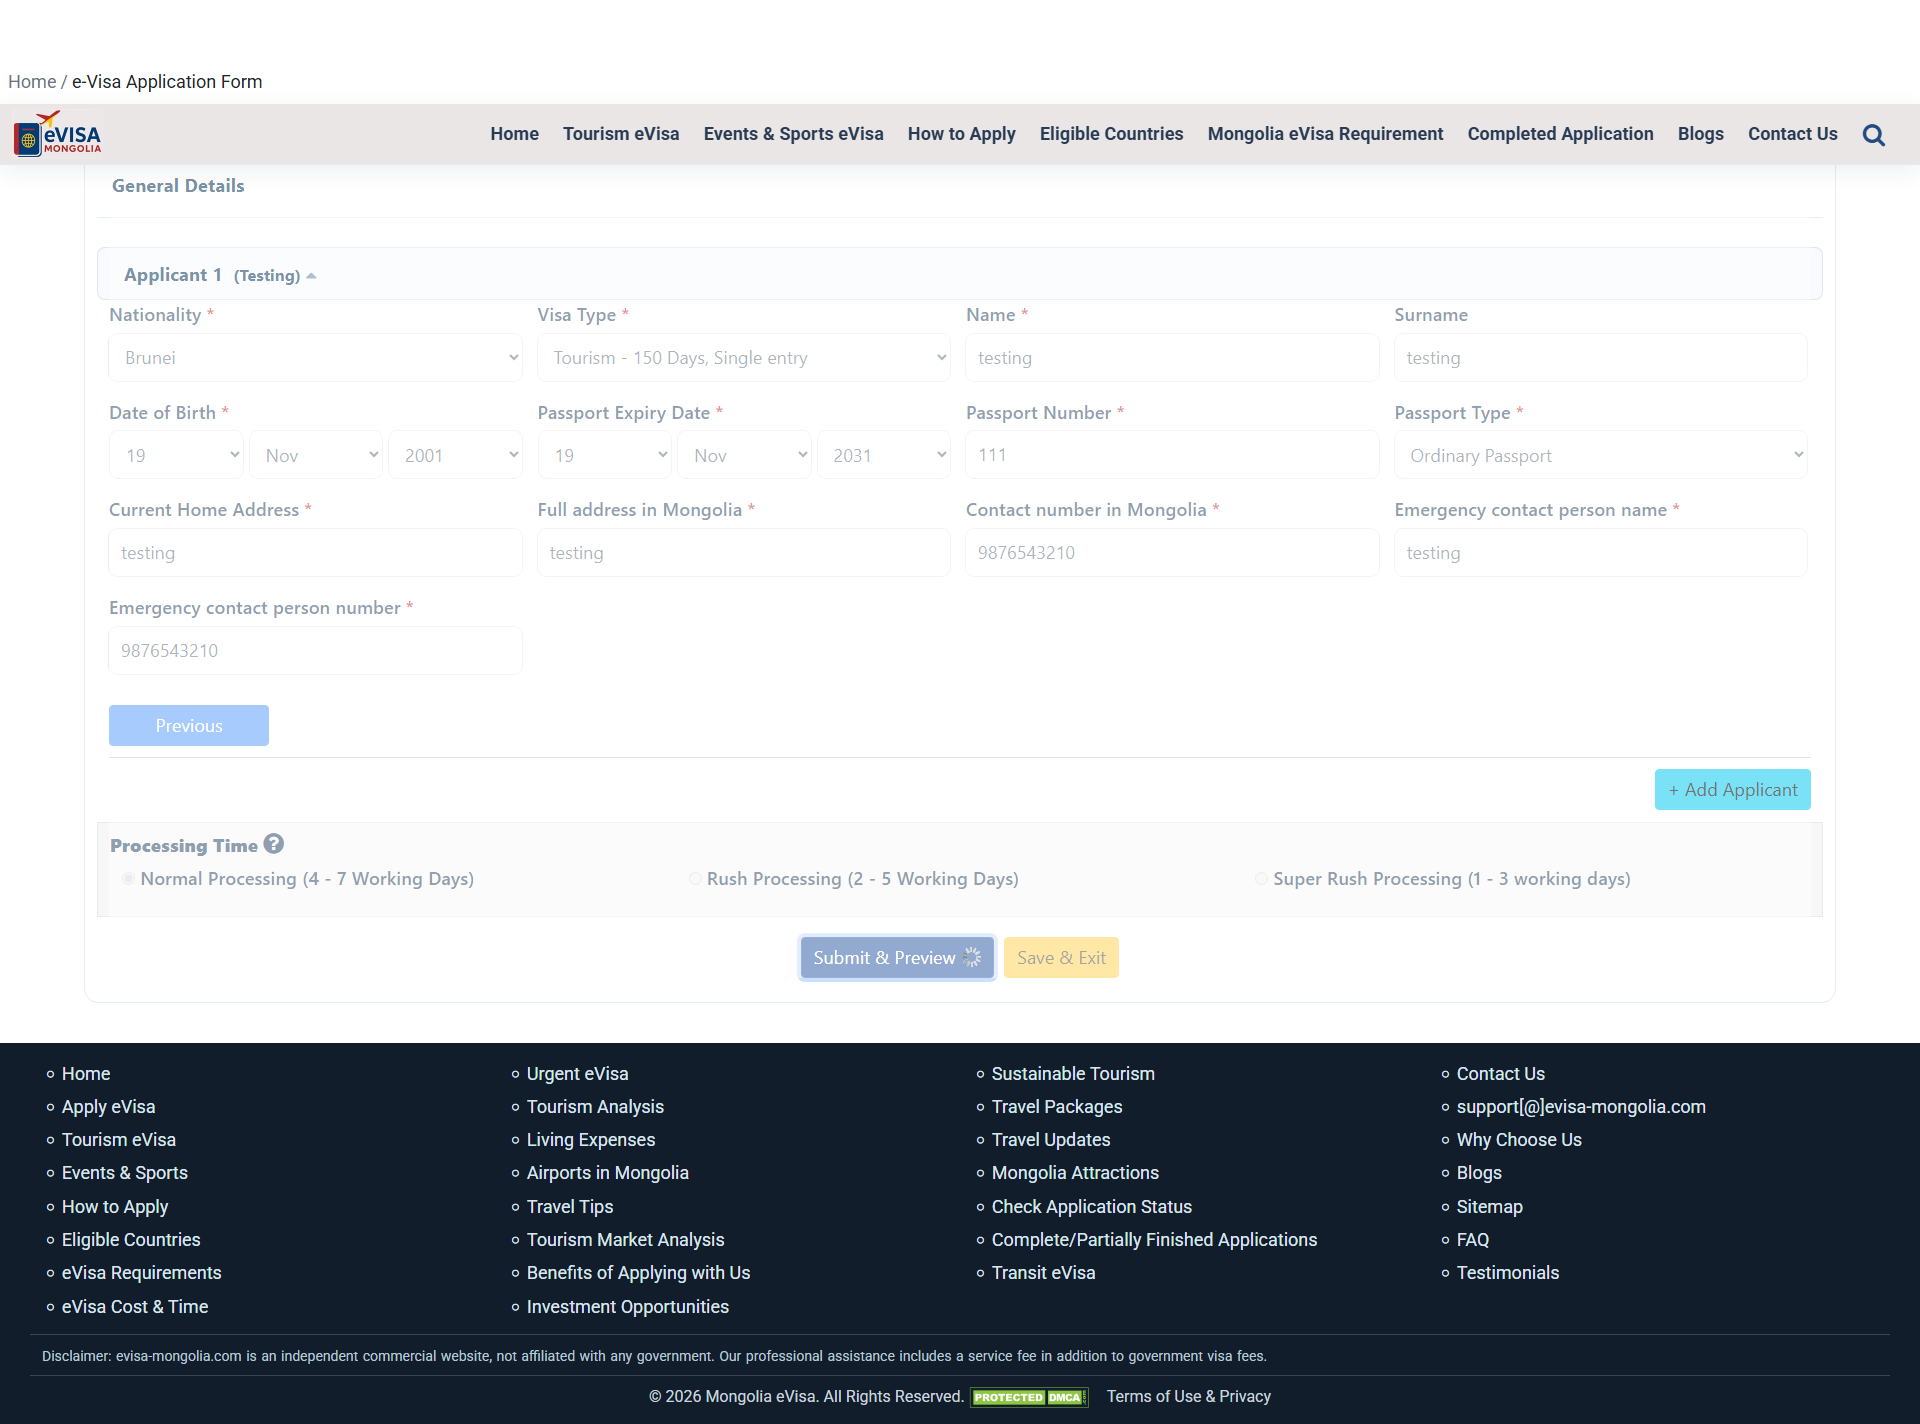 Home / e-Visa Application Form
eVISA
MONGOLIA
Home Tourism eVisa Events & Sports eVisa How to Apply Eligible Countries Mongolia eVisa Requirement Completed Application Blogs Contact Us
General Details
Applicant 1 (Testing)
Nationality * Visa Type * Name * Surname
Brunei Tourism - 150 Days, Single entry testing testing
Date of Birth * Passport Expiry Date * Passport Number * Passport Type *
19 Nov 2001 19 Nov 2031 111 Ordinary Passport
Current Home Address * Full address in Mongolia * Contact number in Mongolia * Emergency contact person name *
testing testing 9876543210 testing
Emergency contact person number *
9876543210
Previous
+ Add Applicant
Processing Time ?
Normal Processing (4 - 7 Working Days) Rush Processing (2 - 5 Working Days) Super Rush Processing (1 - 3 working days)
Submit & Preview Save & Exit
Home Urgent eVisa Sustainable Tourism Contact Us
Apply eVisa Tourism Analysis Travel Packages support[@]evisa-mongolia.com
Tourism eVisa Living Expenses Travel Updates Why Choose Us
Events & Sports Airports in Mongolia Mongolia Attractions Blogs
How to Apply Travel Tips Check Application Status Sitemap
Eligible Countries Tourism Market Analysis Complete/Partially Finished Applications FAQ
eVisa Requirements Benefits of Applying with Us Transit eVisa Testimonials
eVisa Cost & Time Investment Opportunities
Disclaimer: evisa-mongolia.com is an independent commercial website, not affiliated with any government. Our professional assistance includes a service fee in addition to government visa fees.
© 2026 Mongolia eVisa. All Rights Reserved. PROTECTED DMCA Terms of Use & Privacy